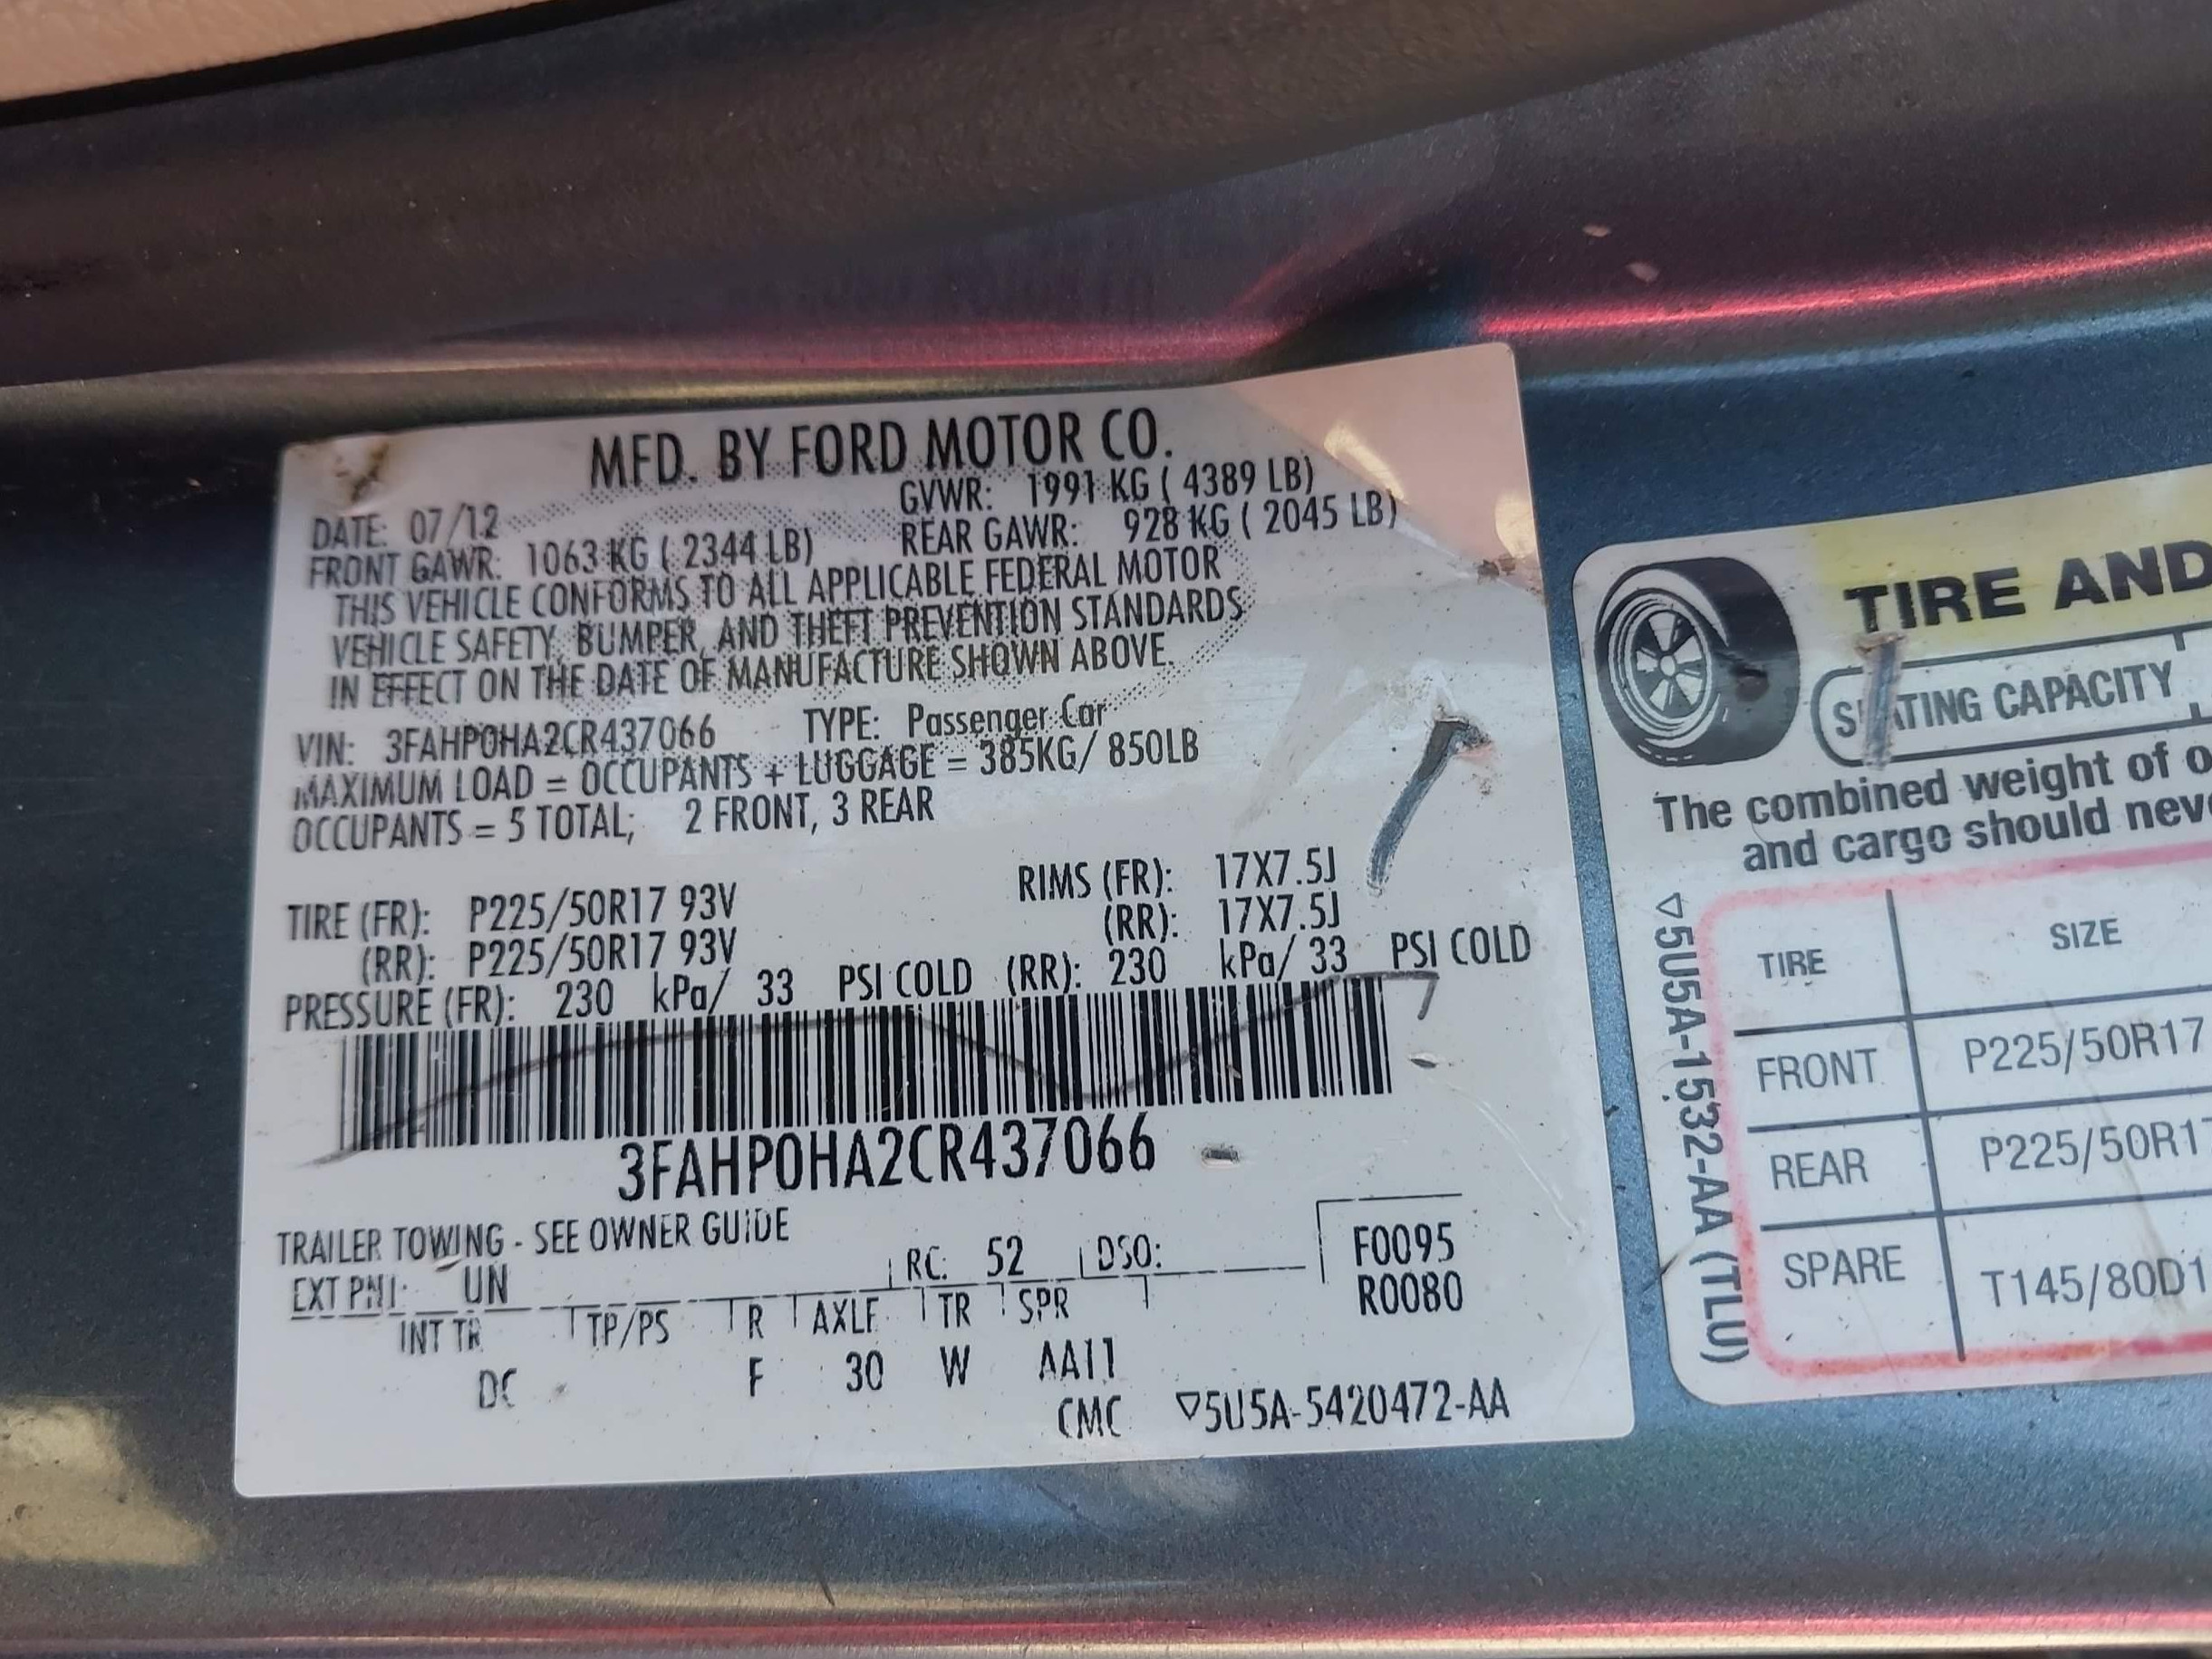 MFD. BY FORD MOTOR CO.
DATE: 07/12 GVWR: 1991 KG ( 4389 LB)
FRONT GAWR: 1063 KG ( 2344 LB) REAR GAWR: 928 KG ( 2045 LB)
THIS VEHICLE CONFORMS TO ALL APPLICABLE FEDERAL MOTOR
VEHICLE SAFETY, BUMPER, AND THEFT PREVENTION STANDARDS
IN EFFECT ON THE DATE OF MANUFACTURE SHOWN ABOVE.
VIN: 3FAHP0HA2CR437066 TYPE: Passenger Car
MAXIMUM LOAD = OCCUPANTS + LUGGAGE = 385KG/ 850LB
OCCUPANTS = 5 TOTAL; 2 FRONT, 3 REAR
TIRE (FR): P225/50R17 93V RIMS (FR): 17X7.5J
(RR): P225/50R17 93V (RR): 17X7.5J
PRESSURE (FR): 230 kPa/ 33 PSI COLD (RR): 230 kPa/ 33 PSI COLD
3FAHP0HA2CR437066
TRAILER TOWING - SEE OWNER GUIDE
EXT PNT: UN RC: 52 DSO: F0095
INT TR TP/PS R AXLE TR SPR R0080
DC F 30 W AA11
CMC ▽5U5A-5420472-AA
TIRE AND
SEATING CAPACITY
The combined weight of
and cargo should
▽5U5A-1532-AA (TLU)
TIRE SIZE
FRONT P225/50R17
REAR P225/50R17
SPARE